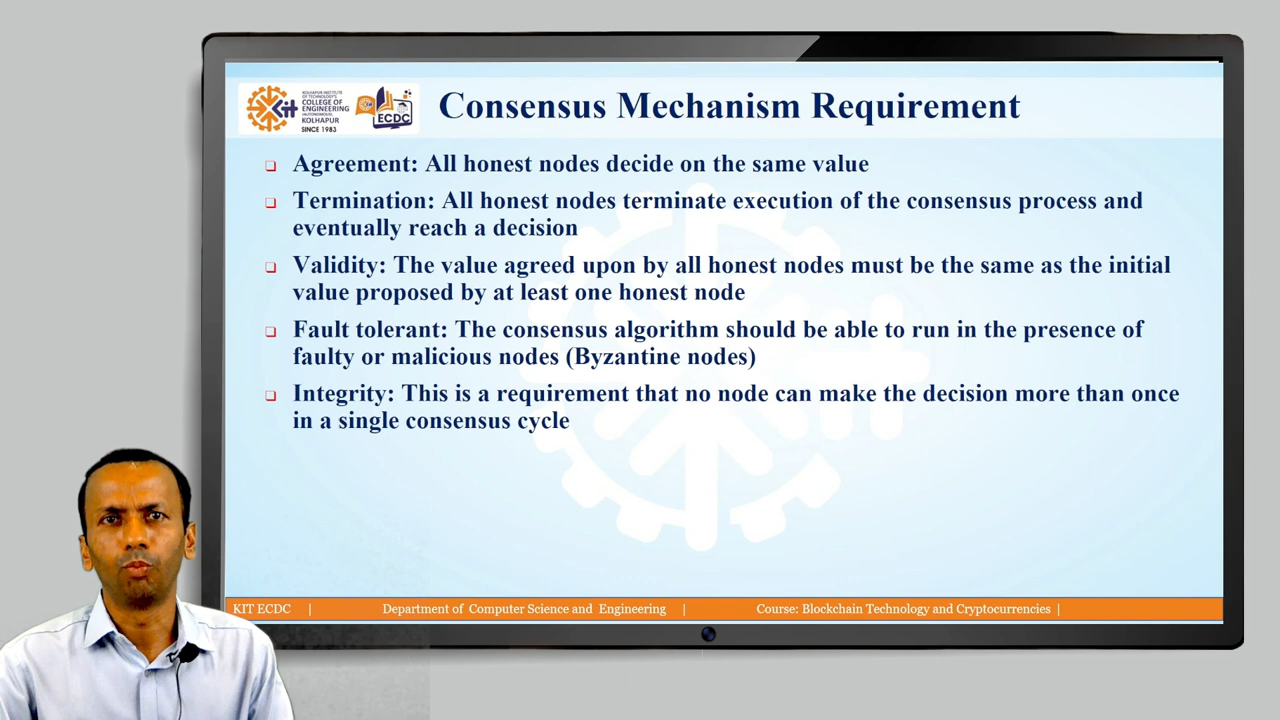 KOLHAPUR INSTITUTE
OF TECHNOLOGY'S
COLLEGE OF
ENGINEERING
(AUTONOMOUS),
KOLHAPUR
SINCE 1983
KiT
ECDC
Consensus Mechanism Requirement
Agreement: All honest nodes decide on the same value
Termination: All honest nodes terminate execution of the consensus process and
eventually reach a decision
Validity: The value agreed upon by all honest nodes must be the same as the initial
value proposed by at least one honest node
Fault tolerant: The consensus algorithm should be able to run in the presence of
faulty or malicious nodes (Byzantine nodes)
Integrity: This is a requirement that no node can make the decision more than once
in a single consensus cycle
KIT ECDC | Department of Computer Science and Engineering | Course: Blockchain Technology and Cryptocurrencies |